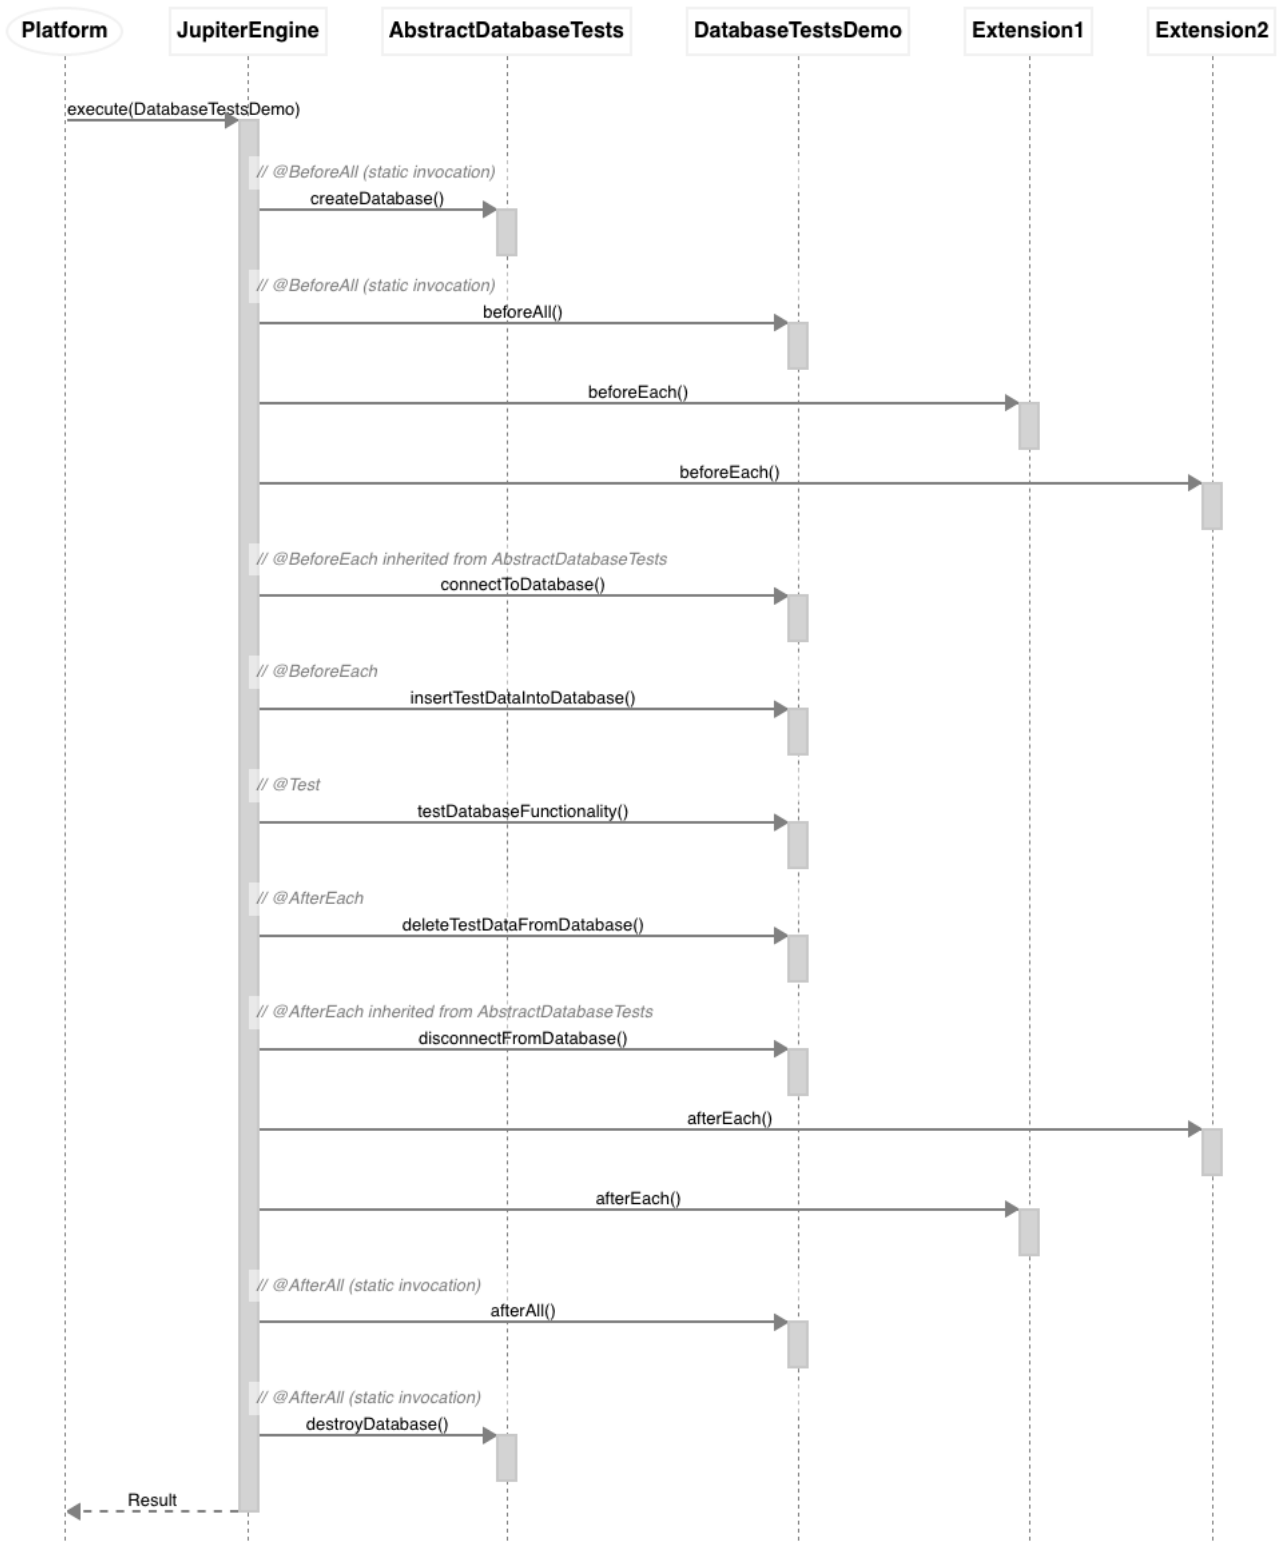 Platform JupiterEngine AbstractDatabaseTests DatabaseTestsDemo Extension1 Extension2
execute(DatabaseTestsDemo)
// @BeforeAll (static invocation)
createDatabase()
// @BeforeAll (static invocation)
beforeAll()
beforeEach()
beforeEach()
// @BeforeEach inherited from AbstractDatabaseTests
connectToDatabase()
// @BeforeEach
insertTestDataIntoDatabase()
// @Test
testDatabaseFunctionality()
// @AfterEach
deleteTestDataFromDatabase()
// @AfterEach inherited from AbstractDatabaseTests
disconnectFromDatabase()
afterEach()
afterEach()
// @AfterAll (static invocation)
afterAll()
// @AfterAll (static invocation)
destroyDatabase()
Result